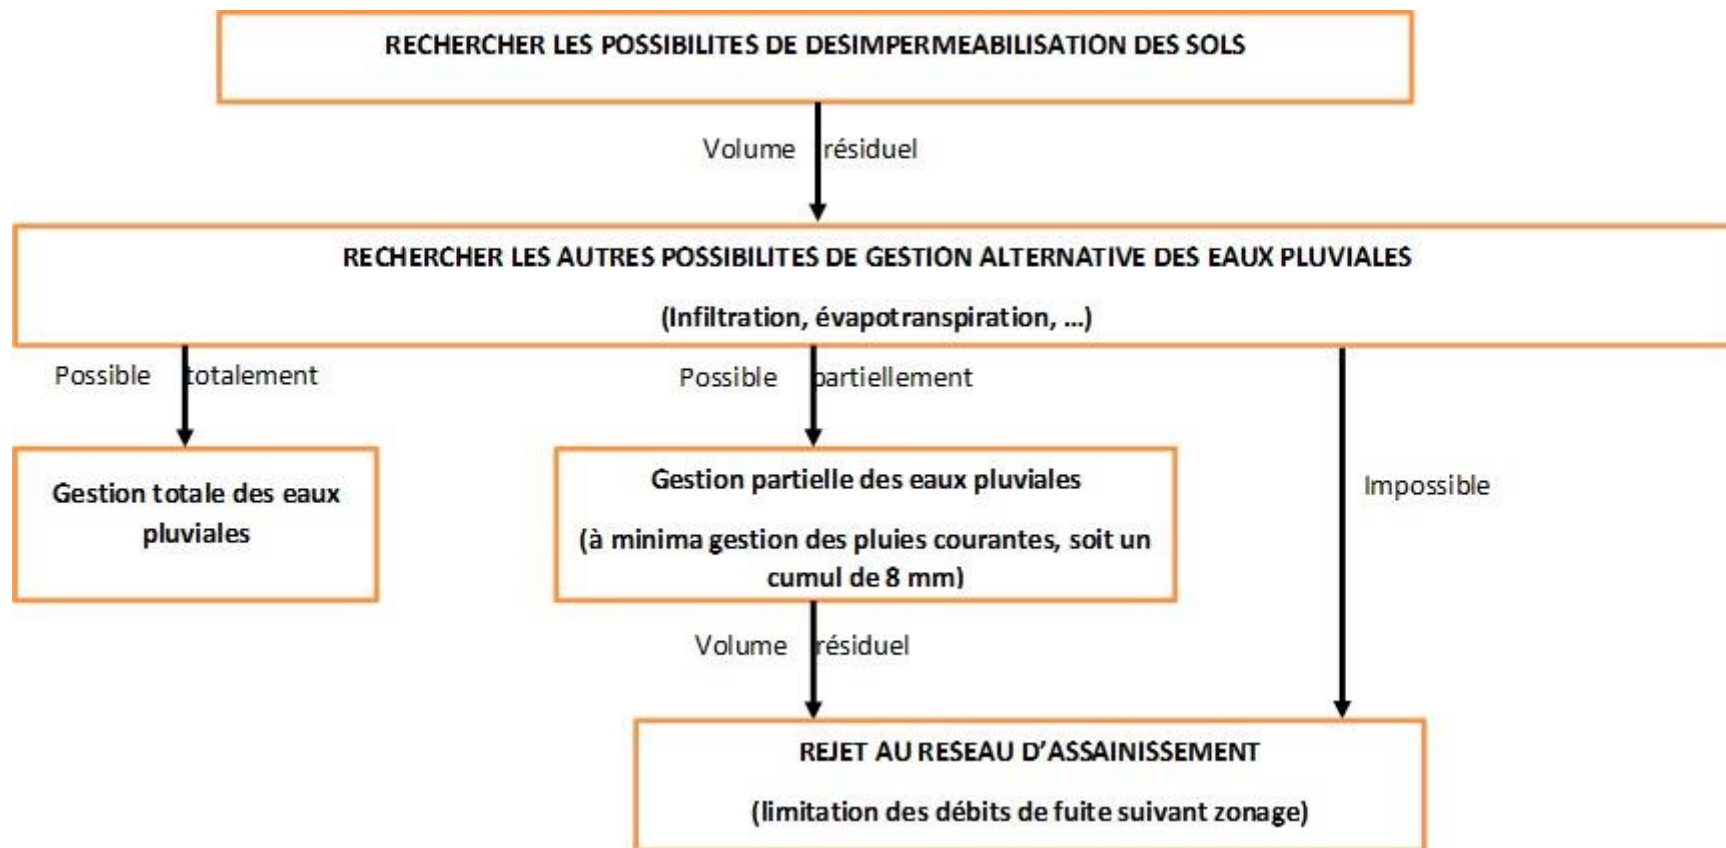 RECHERCHER LES POSSIBILITES DE DESIMPERMEABILISATION DES SOLS
Volume résiduel
RECHERCHER LES AUTRES POSSIBILITES DE GESTION ALTERNATIVE DES EAUX PLUVIALES
(Infiltration, évapotranspiration, ...)
Possible totalement
Possible partiellement
Impossible
Gestion totale des eaux
pluviales
Gestion partielle des eaux pluviales
(à minima gestion des pluies courantes, soit un
cumul de 8 mm)
Volume résiduel
REJET AU RESEAU D'ASSAINISSEMENT
(limitation des débits de fuite suivant zonage)